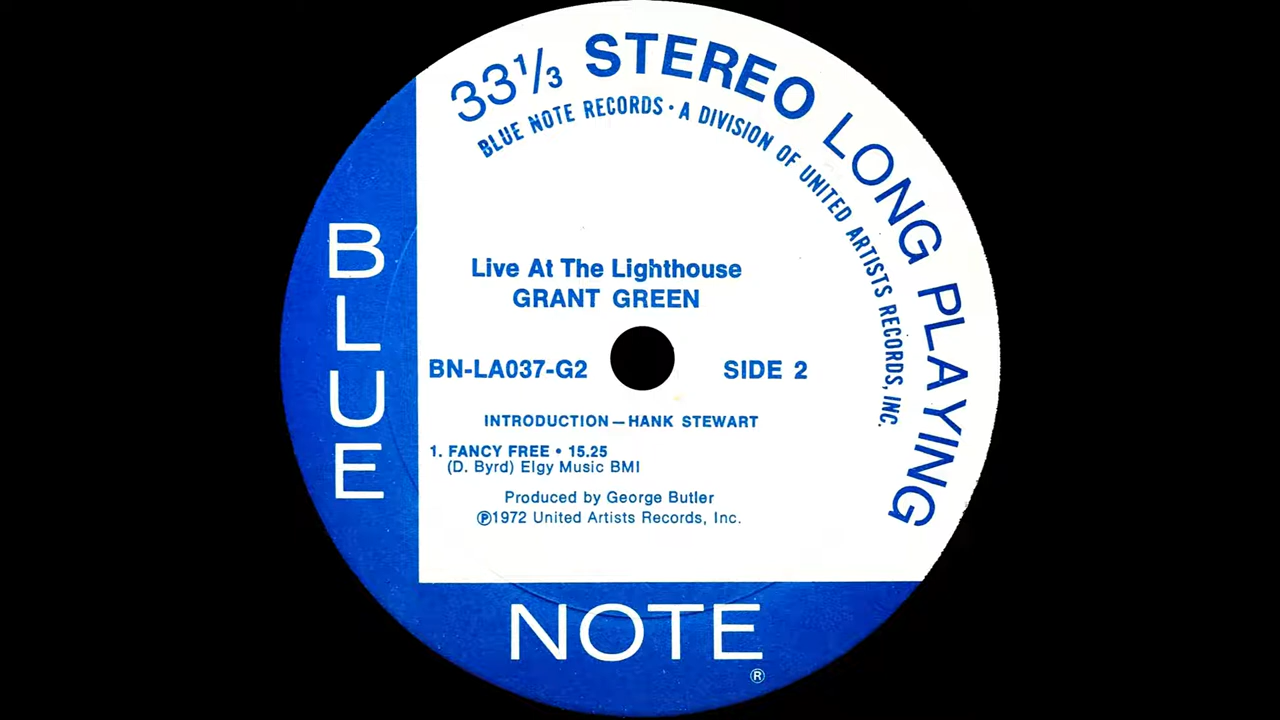 33⅓ STEREO LONG PLAYING
BLUE NOTE RECORDS • A DIVISION OF UNITED ARTISTS RECORDS, INC.
BLUE
Live At The Lighthouse
GRANT GREEN
BN-LA037-G2
SIDE 2
INTRODUCTION—HANK STEWART
1. FANCY FREE • 15.25
(D. Byrd) Elgy Music BMI
Produced by George Butler
℗1972 United Artists Records, Inc.
NOTE
®